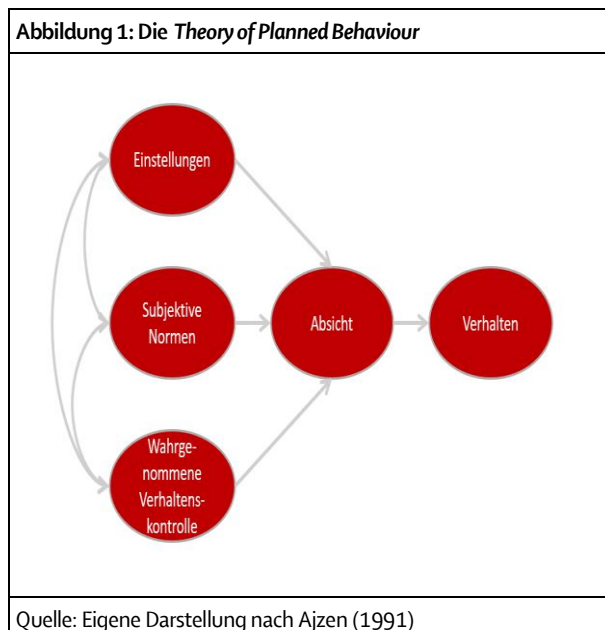 Abbildung 1: Die Theory of Planned Behaviour
Einstellungen
Subjektive
Normen
Absicht
Verhalten
Wahrge-
nommene
Verhaltens-
kontrolle
Quelle: Eigene Darstellung nach Ajzen (1991)